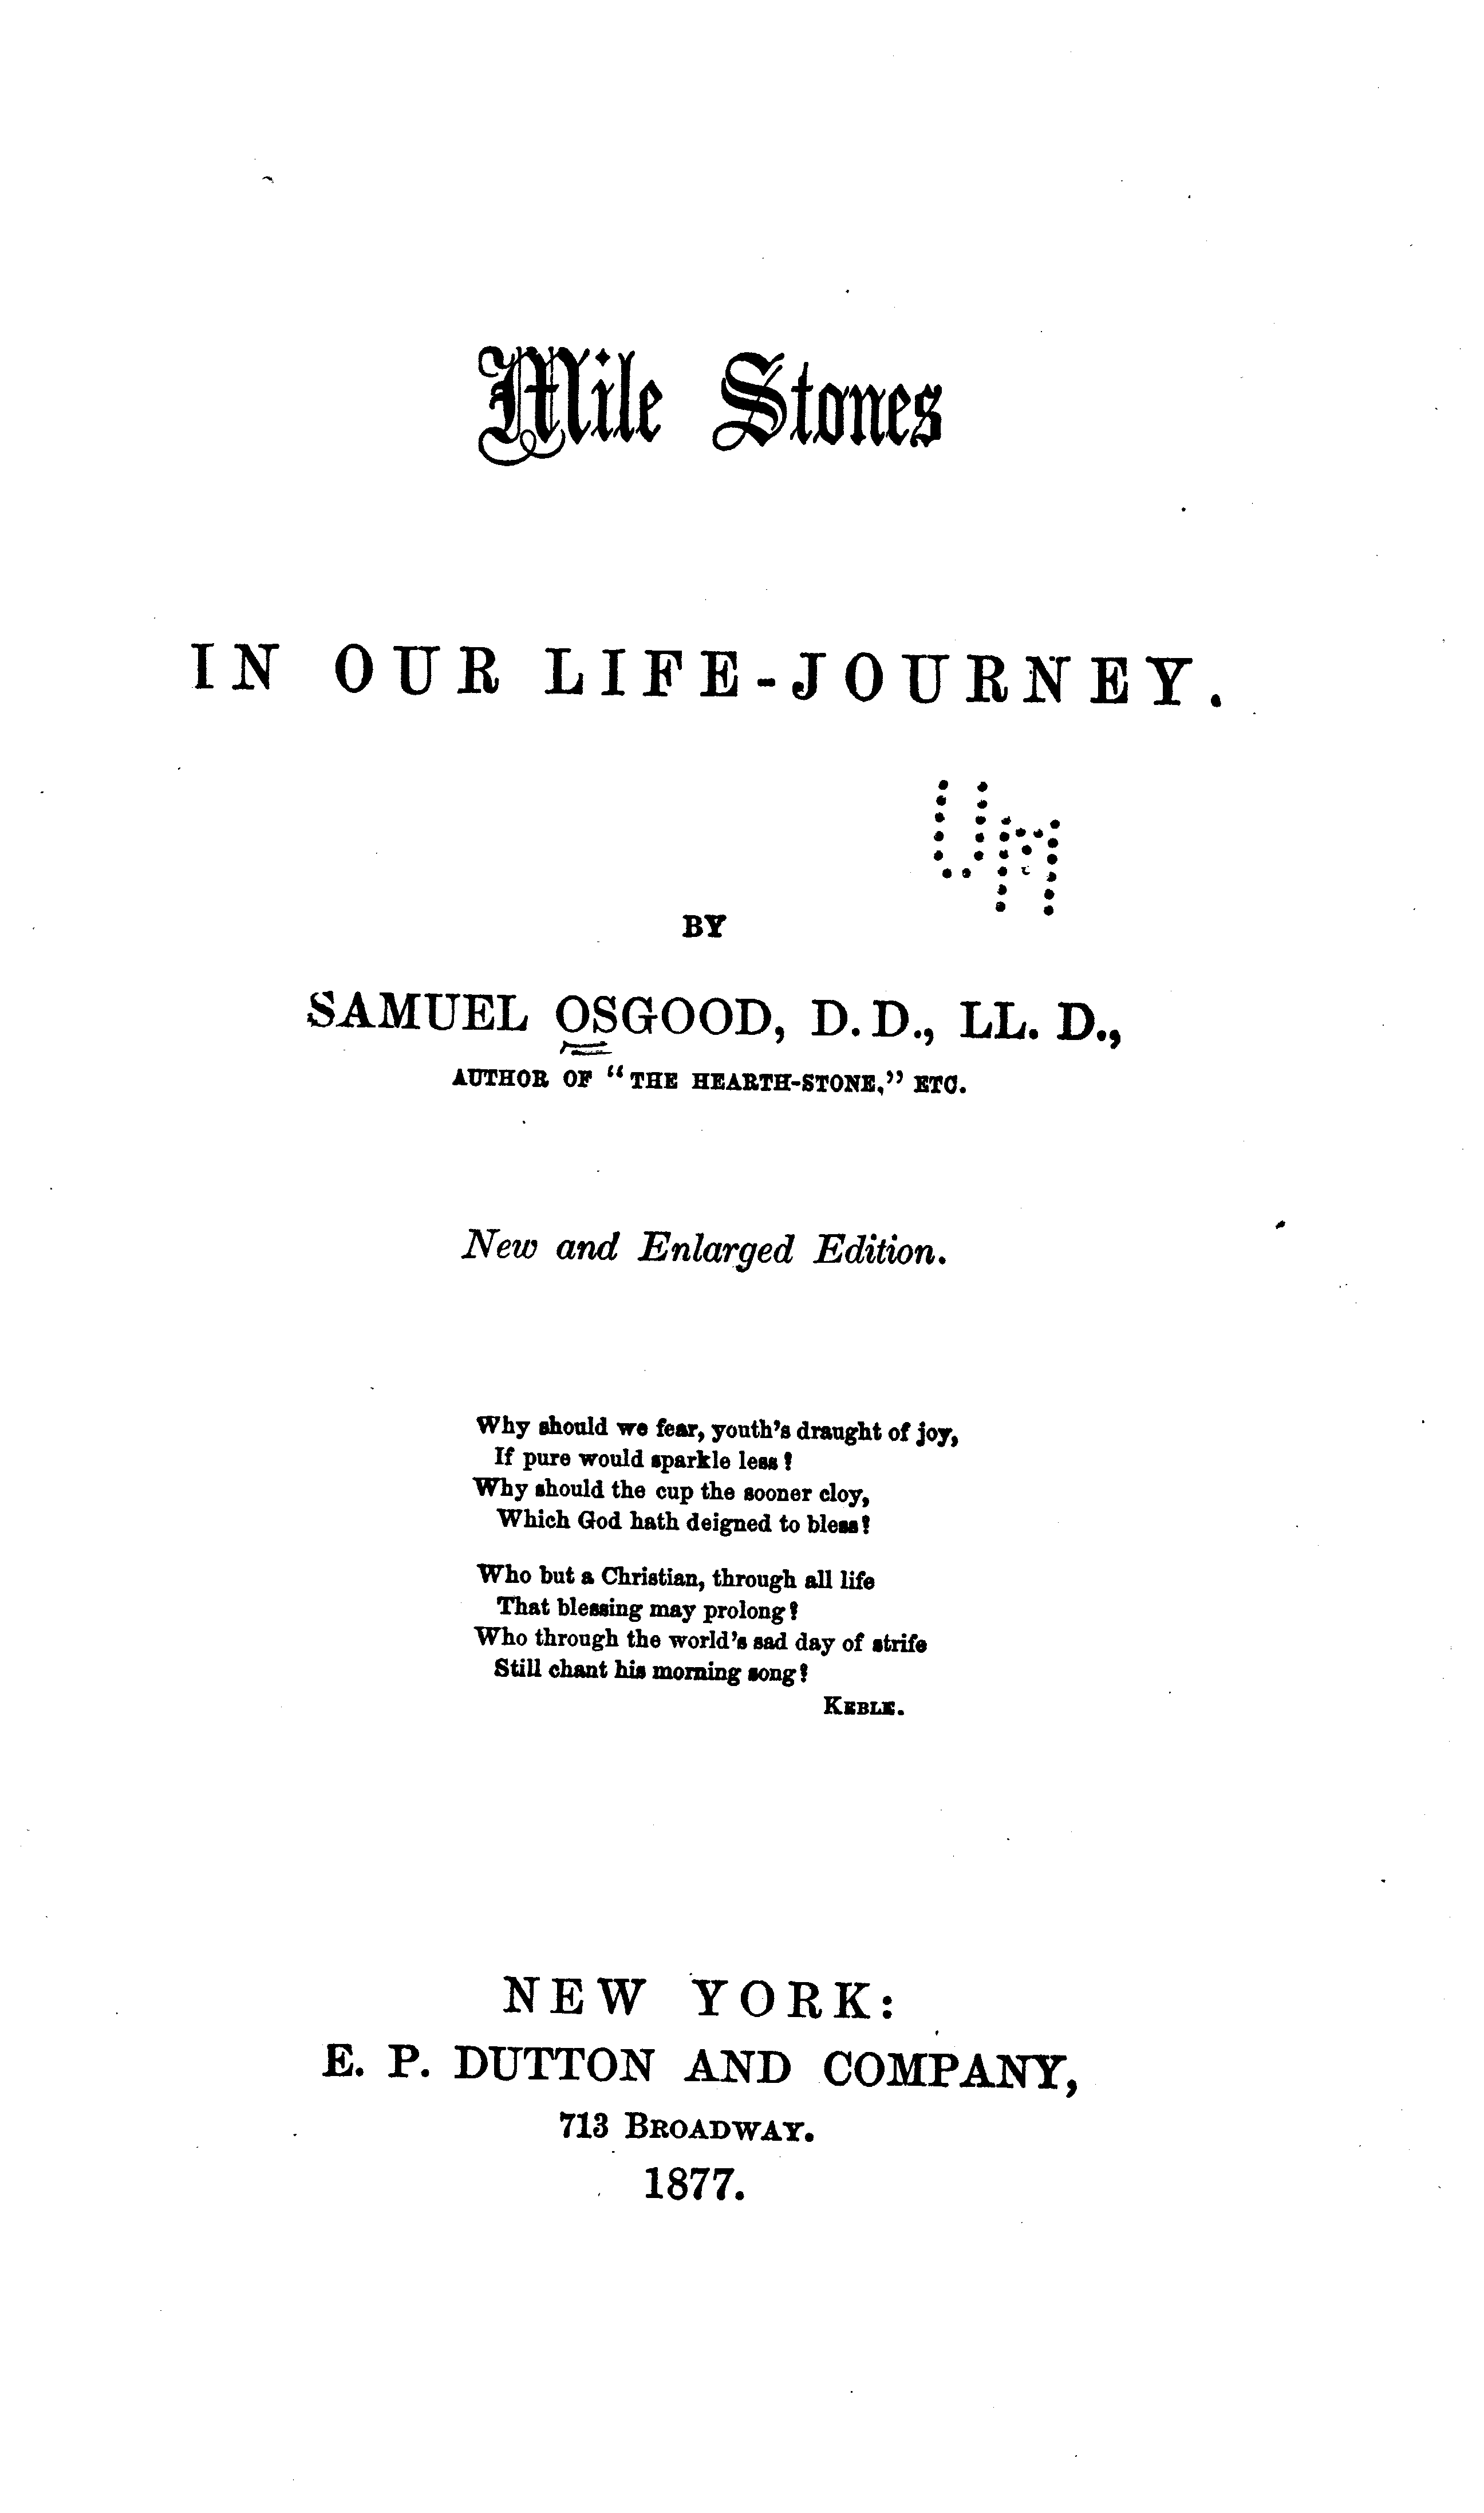 Mile Stones
IN OUR LIFE-JOURNEY.
UM
BY
SAMUEL OSGOOD, D. D., LL. D.,
AUTHOR OF "THE HEARTH-STONE," ETC.
New and Enlarged Edition.
Why should we fear, youth's draught of joy,
If pure would sparkle less?
Why should the cup the sooner cloy,
Which God hath deigned to bless?
Who but a Christian, through all life
That blessing may prolong?
Who through the world's sad day of strife
Still chant his morning song?
KEBLE.
NEW YORK:
E. P. DUTTON AND COMPANY,
713 BROADWAY.
1877.